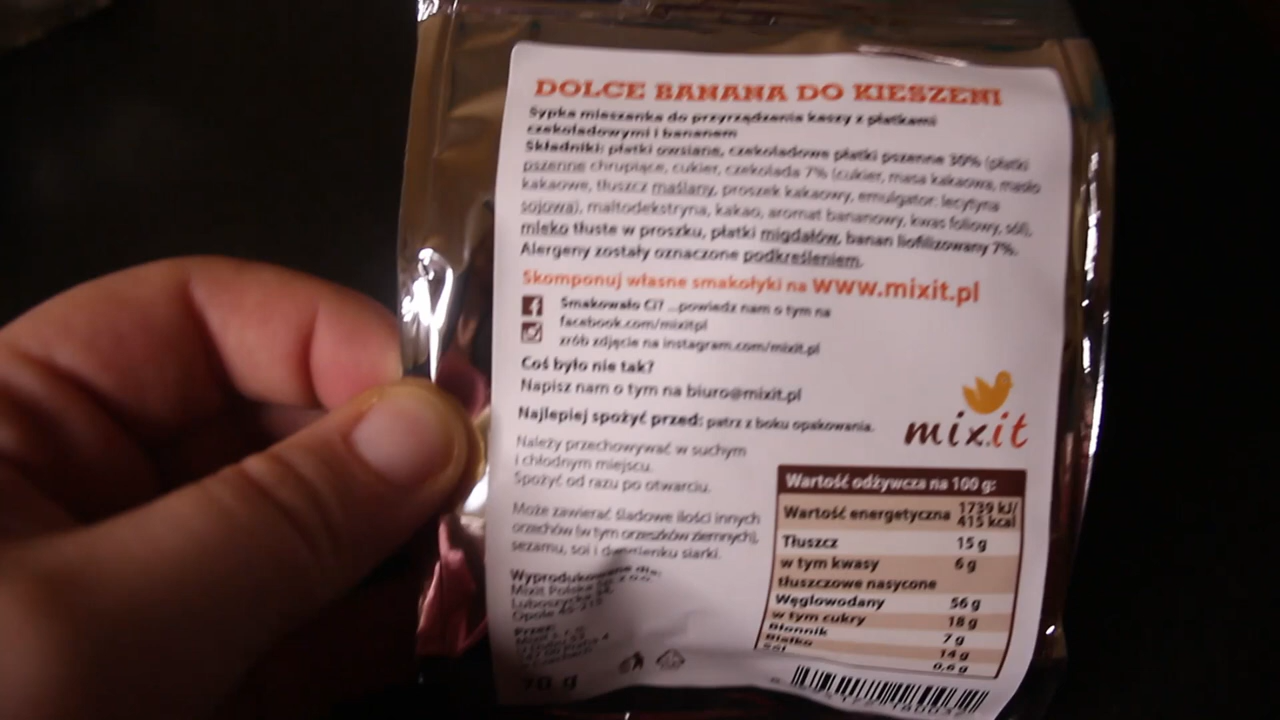 DOLCE BANANA DO KIESZENI
Sypka mieszanka do przyrządzania kaszy z płatkami
czekoladowymi i bananem
Składniki: płatki owsiane, czekoladowe płatki pszenne 30% (płatki
pszenne chrupiące, cukier, czekolada 7% (cukier, masa kakaowa, masło
kakaowe, tłuszcz maślany, proszek kakaowy, emulgator: lecytyna
sojowa), maltodekstryna, kakao, aromat bananowy, kwas foliowy, sól),
mleko tłuste w proszku, płatki migdałów, banan liofilizowany 7%.
Alergeny zostały oznaczone podkreśleniem.
Skomponuj własne smakołyki na www.mixit.pl
Smakowało Ci? ...powiedz nam o tym na
facebook.com/mixitpl
zrób zdjęcie na instagram.com/mixit.pl
Coś było nie tak?
Napisz nam o tym na biuro@mixit.pl
Najlepiej spożyć przed: patrz z boku opakowania.
mixit
Należy przechowywać w suchym
i chłodnym miejscu.
Spożyć od razu po otwarciu.
Może zawierać śladowe ilości innych
orzechów (w tym orzeszków ziemnych),
sezamu, soi i dwutlenku siarki.
Wyprodukowano dla:
Mixit Polska
Opole
Przez:
70 g
Wartość odżywcza na 100 g:
Wartość energetyczna 1739 kJ/
415 kcal
Tłuszcz 15 g
w tym kwasy 6 g
tłuszczowe nasycone
Węglowodany 56 g
w tym cukry 18 g
Błonnik 7 g
Białko 14 g
Sól 0,6 g